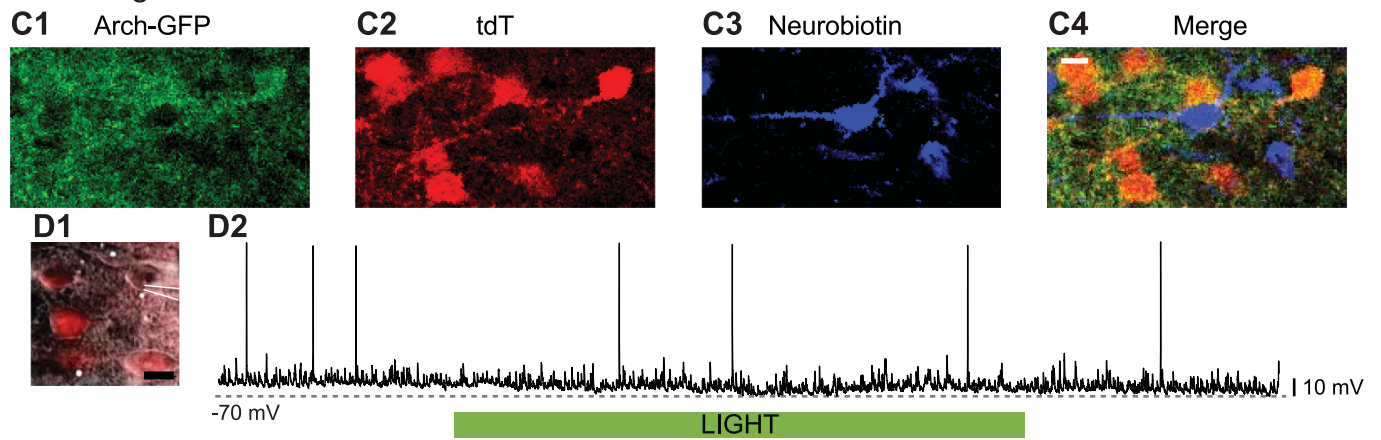 C1 Arch-GFP C2 tdT C3 Neurobiotin C4 Merge
D1 D2
10 mV
-70 mV
LIGHT